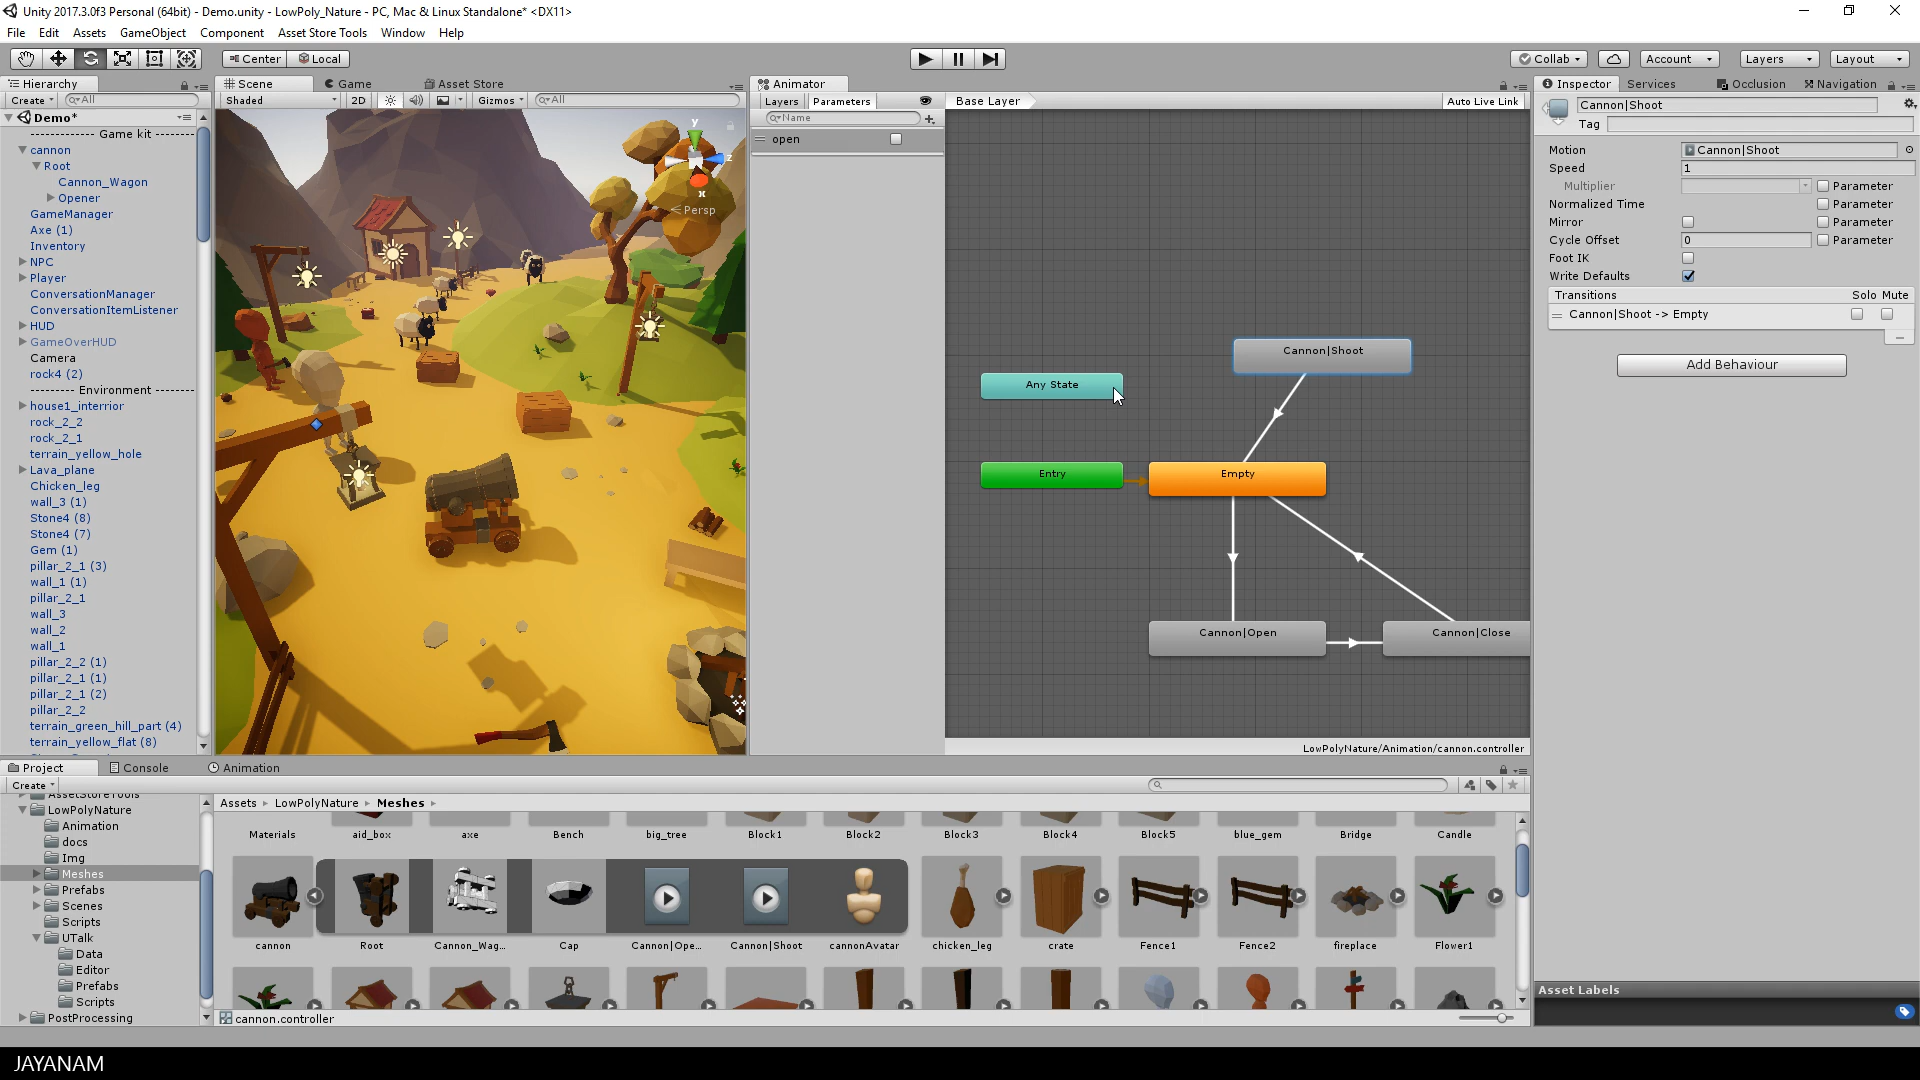 Unity 2017.3.0f3 Personal (64bit) - Demo.unity - LowPoly_Nature - PC, Mac & Linux Standalone* <DX11>
File Edit Assets GameObject Component Asset Store Tools Window Help
Center Local Collab Account Layers Layout
Hierarchy
Create All
Demo*
------------- Game kit --------
cannon
Root
Cannon_Wagon
Opener
GameManager
Axe (1)
Inventory
NPC
Player
ConversationManager
ConversationItemListener
HUD
GameOverHUD
Camera
rock4 (2)
-------- Environment --------
house1_interrior
rock_2_2
rock_2_1
terrain_yellow_hole
Lava_plane
Chicken_leg
wall_3 (1)
Stone4 (8)
Stone4 (7)
Gem (1)
pillar_2_1 (3)
wall_1 (1)
pillar_2_1
wall_3
wall_2
wall_1
pillar_2_2 (1)
pillar_2_1 (1)
pillar_2_1 (2)
pillar_2_2
terrain_green_hill_part (4)
terrain_yellow_flat (8)
Scene Game Asset Store
Shaded 2D Gizmos All
y
z
x
Persp
Animator
Layers Parameters Base Layer Auto Live Link
Name
open
Cannon|Shoot
Any State
Entry
Empty
Cannon|Open
Cannon|Close
LowPolyNature/Animation/cannon.controller
Inspector Services Occlusion Navigation
Cannon|Shoot
Tag
Motion Cannon|Shoot
Speed 1
Multiplier Parameter
Normalized Time Parameter
Mirror Parameter
Cycle Offset 0 Parameter
Foot IK
Write Defaults
Transitions Solo Mute
Cannon|Shoot -> Empty
Add Behaviour
Asset Labels
Project Console Animation
Create
AssetStoreTools
LowPolyNature
Animation
docs
Img
Meshes
Prefabs
Scenes
Scripts
UTalk
Data
Editor
Prefabs
Scripts
PostProcessing
Assets LowPolyNature Meshes
Materials aid_box axe Bench big_tree Block1 Block2 Block3 Block4 Block5 blue_gem Bridge Candle
cannon Root Cannon_Wag... Cap Cannon|Ope... Cannon|Shoot cannonAvatar chicken_leg crate Fence1 Fence2 fireplace Flower1
cannon.controller
JAYANAM